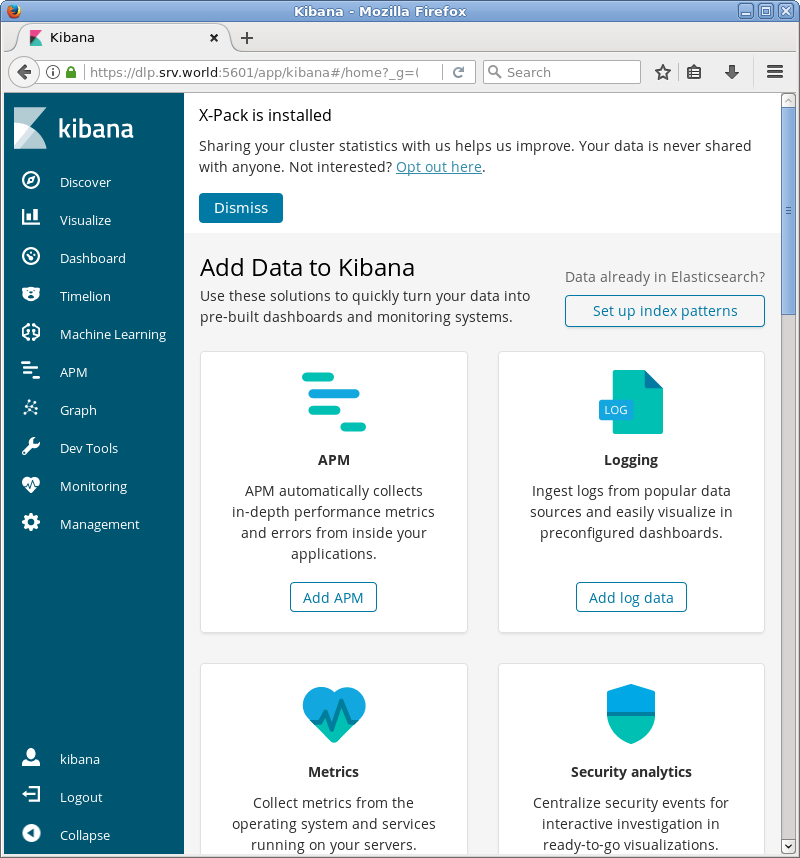 Kibana - Mozilla Firefox
Kibana
https://dlp.srv.world:5601/app/kibana#/home?_g=(
Search
kibana
Discover
Visualize
Dashboard
Timelion
Machine Learning
APM
Graph
Dev Tools
Monitoring
Management
kibana
Logout
Collapse
X-Pack is installed
Sharing your cluster statistics with us helps us improve. Your data is never shared
with anyone. Not interested? Opt out here.
Dismiss
Add Data to Kibana
Use these solutions to quickly turn your data into
pre-built dashboards and monitoring systems.
Data already in Elasticsearch?
Set up index patterns
APM
APM automatically collects
in-depth performance metrics
and errors from inside your
applications.
Add APM
LOG
Logging
Ingest logs from popular data
sources and easily visualize in
preconfigured dashboards.
Add log data
Metrics
Collect metrics from the
operating system and services
running on your servers.
Security analytics
Centralize security events for
interactive investigation in
ready-to-go visualizations.